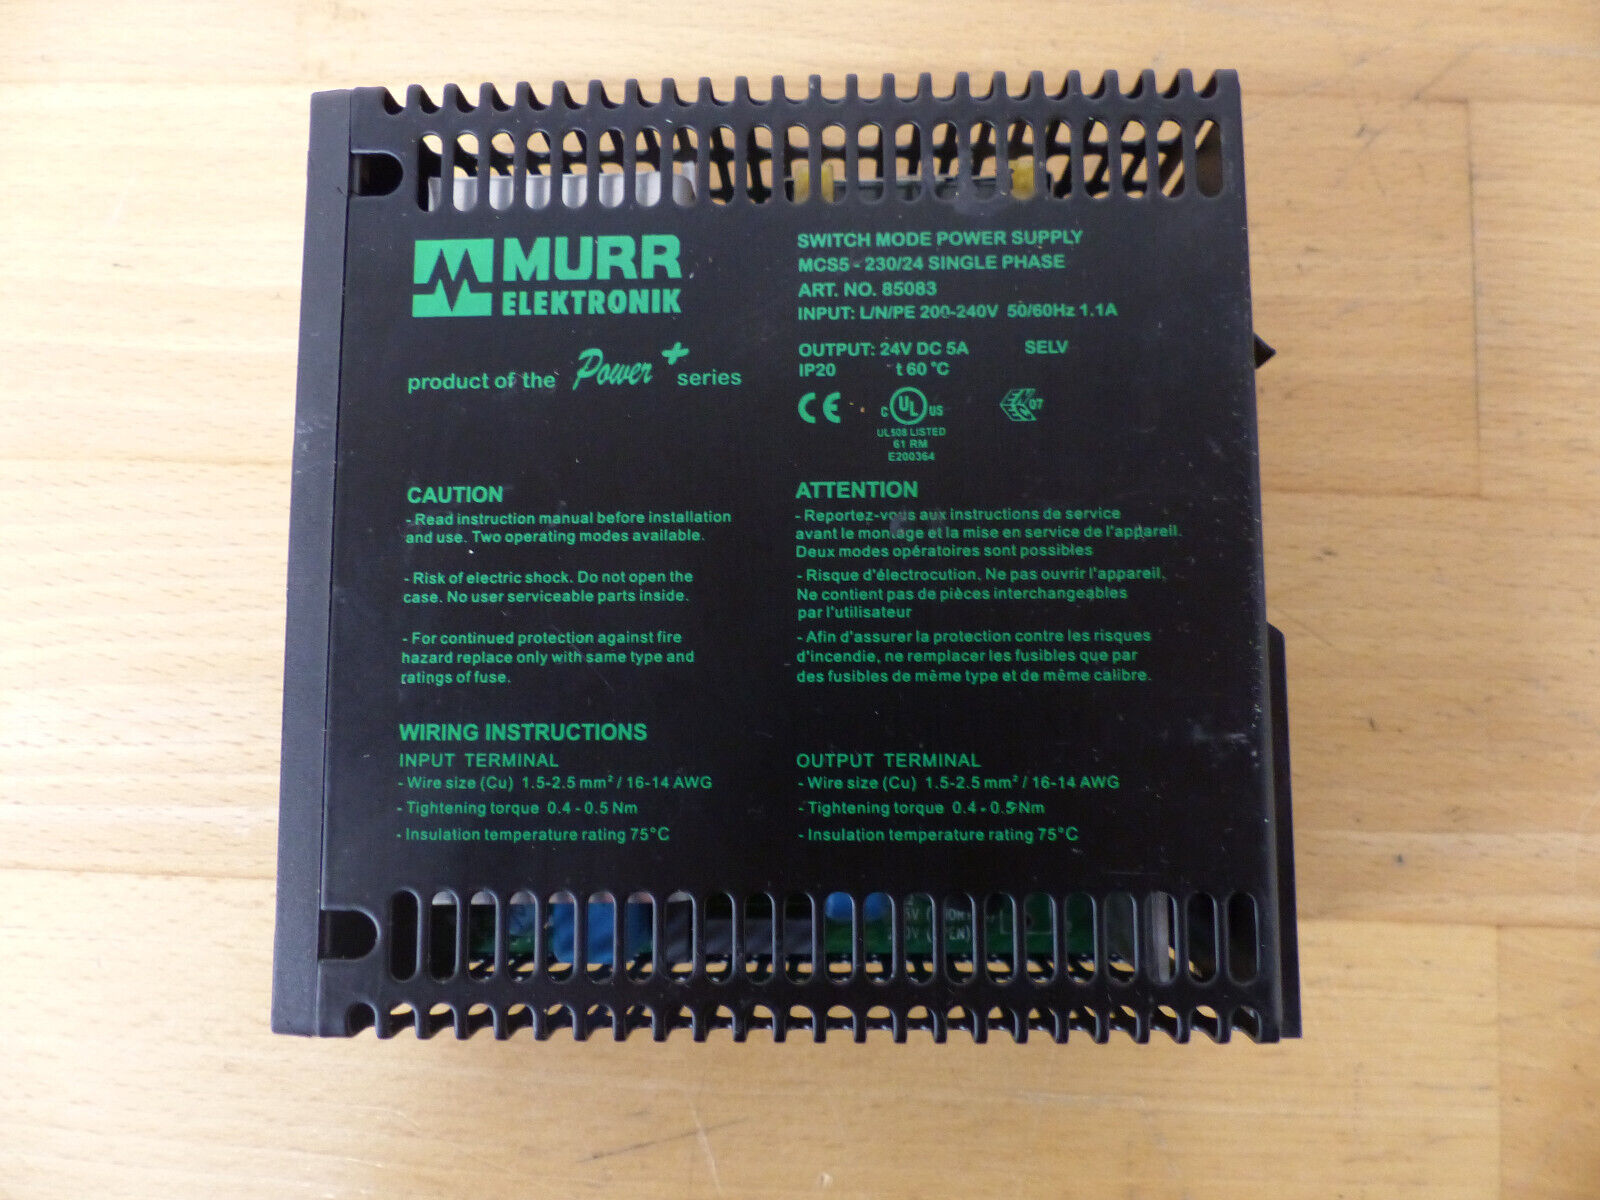 MURR
ELEKTRONIK
product of the Power+ series
SWITCH MODE POWER SUPPLY
MCS5 - 230/24 SINGLE PHASE
ART. NO. 85083
INPUT: L/N/PE 200-240V 50/60Hz 1.1A
OUTPUT: 24V DC 5A SELV
IP20 t 60 °C
CE C UL US 07
UL508 LISTED
61 RM
E200364
CAUTION
- Read instruction manual before installation
and use. Two operating modes available.
- Risk of electric shock. Do not open the
case. No user serviceable parts inside.
- For continued protection against fire
hazard replace only with same type and
ratings of fuse.
ATTENTION
- Reportez-vous aux instructions de service
avant le montage et la mise en service de l'appareil.
Deux modes opératoires sont possibles
- Risque d'électrocution. Ne pas ouvrir l'appareil.
Ne contient pas de pièces interchangeables
par l'utilisateur
- Afin d'assurer la protection contre les risques
d'incendie, ne remplacer les fusibles que par
des fusibles de même type et de même calibre.
WIRING INSTRUCTIONS
INPUT TERMINAL
- Wire size (Cu) 1.5-2.5 mm² / 16-14 AWG
- Tightening torque 0.4 - 0.5 Nm
- Insulation temperature rating 75°C
OUTPUT TERMINAL
- Wire size (Cu) 1.5-2.5 mm² / 16-14 AWG
- Tightening torque 0.4 - 0.5 Nm
- Insulation temperature rating 75°C